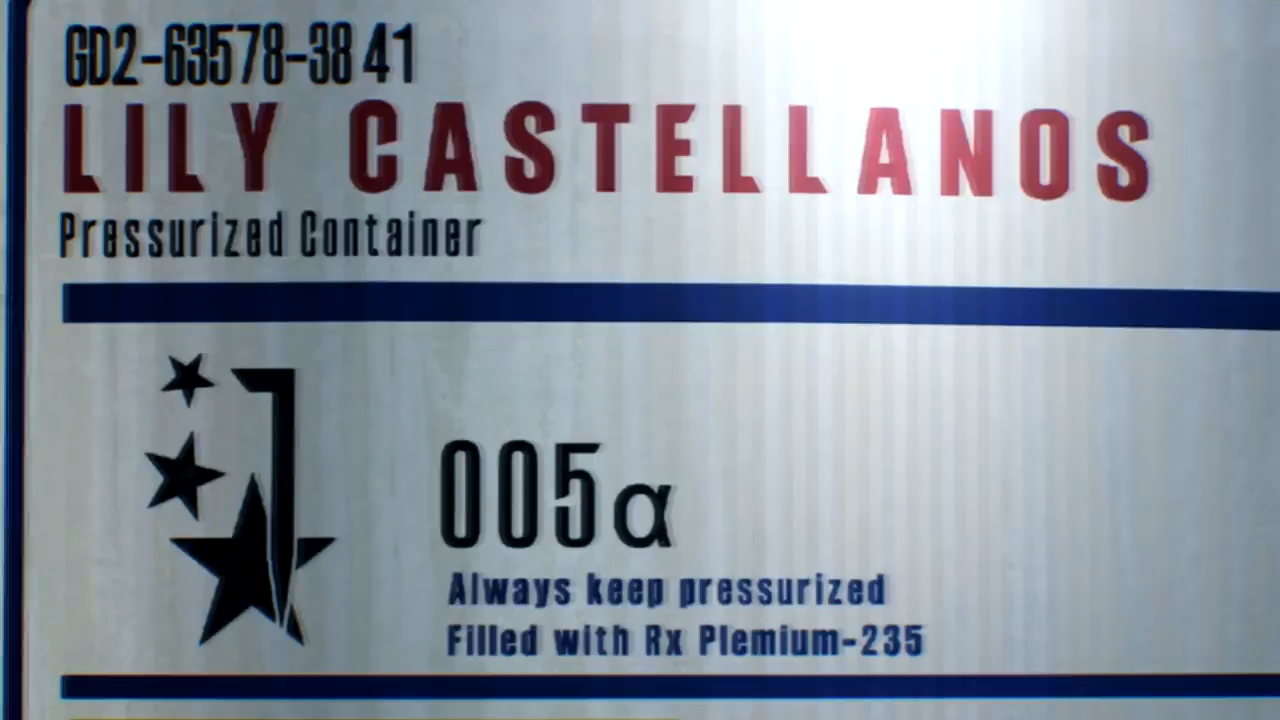 GD2-63578-38 41
LILY CASTELLANOS
Pressurized Container
005α
Always keep pressurized
Filled with Rx Plemium-235